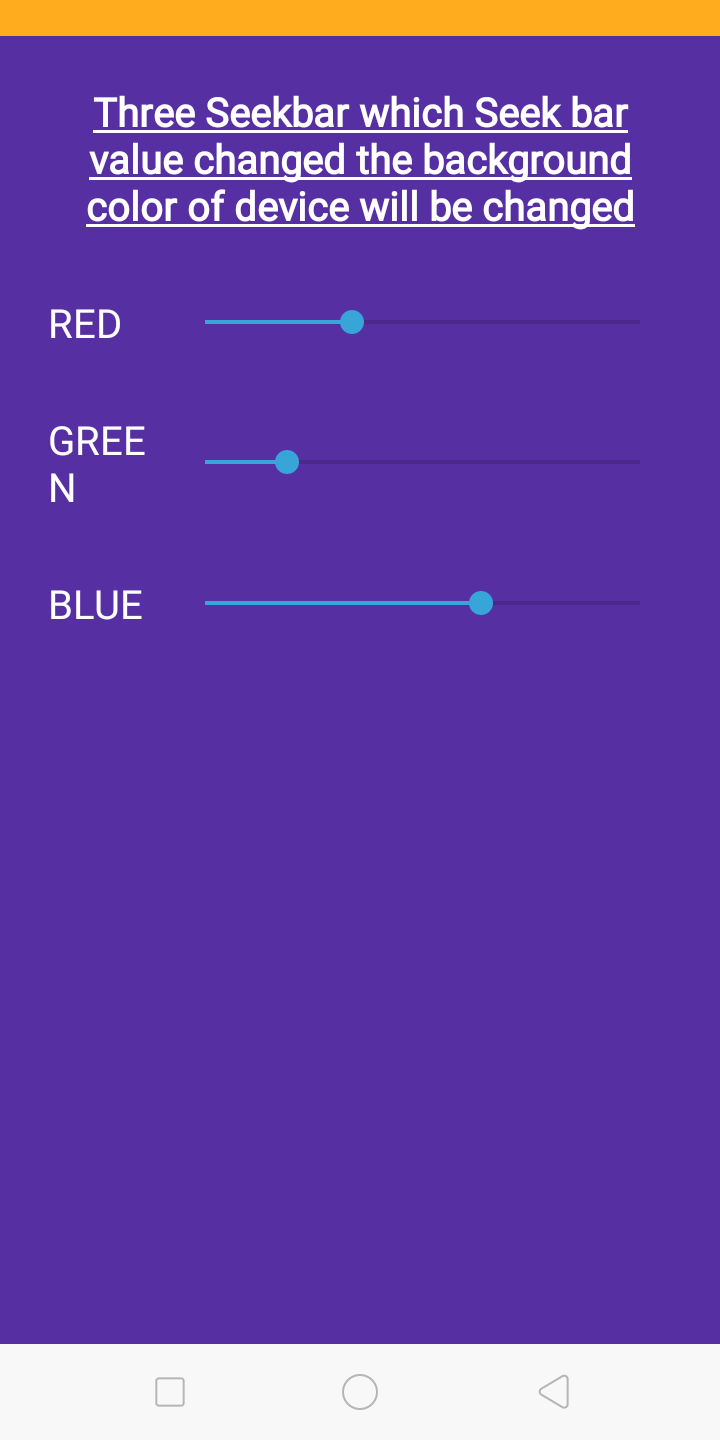 Three Seekbar which Seek bar
value changed the background
color of device will be changed
RED
GREE
N
BLUE